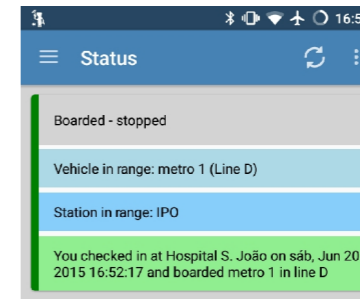 16:5
Status
Boarded - stopped
Vehicle in range: metro 1 (Line D)
Station in range: IPO
You checked in at Hospital S. João on sáb, Jun 20
2015 16:52:17 and boarded metro 1 in line D